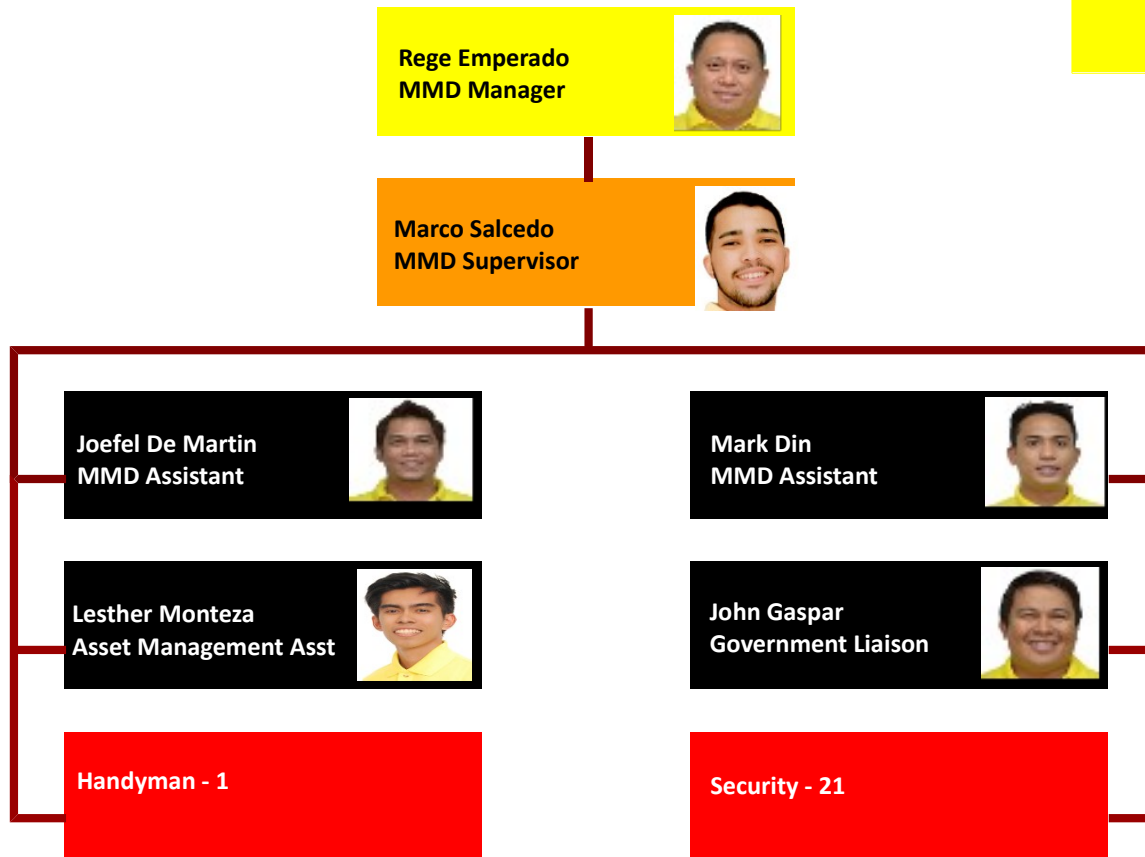 Rege Emperado
MMD Manager
Marco Salcedo
MMD Supervisor
Joefel De Martin
MMD Assistant
Mark Din
MMD Assistant
Lesther Monteza
Asset Management Asst
John Gaspar
Government Liaison
Handyman - 1
Security - 21